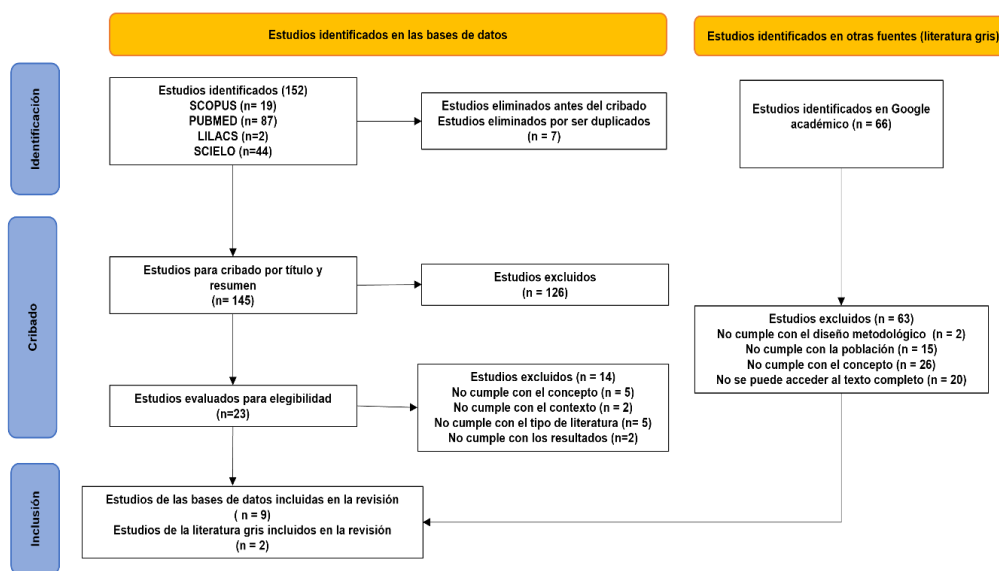 Estudios identificados en las bases de datos
Estudios identificados en otras fuentes (literatura gris)
Identificación
Estudios identificados (152)
SCOPUS (n= 19)
PUBMED (n= 87)
LILACS (n=2)
SCIELO (n=44)
Estudios eliminados antes del cribado
Estudios eliminados por ser duplicados
(n = 7)
Estudios identificados en Google
académico (n = 66)
Cribado
Estudios para cribado por título y
resumen
(n= 145)
Estudios excluidos
(n = 126)
Estudios excluidos (n = 63)
No cumple con el diseño metodológico (n = 2)
No cumple con la población (n = 15)
No cumple con el concepto (n = 26)
No se puede acceder al texto completo (n = 20)
Estudios evaluados para elegibilidad
(n=23)
Estudios excluidos (n = 14)
No cumple con el concepto (n = 5)
No cumple con el contexto (n = 2)
No cumple con el tipo de literatura (n= 5)
No cumple con los resultados (n=2)
Inclusión
Estudios de las bases de datos incluidas en la revisión
( n = 9)
Estudios de la literatura gris incluidos en la revisión
(n = 2)